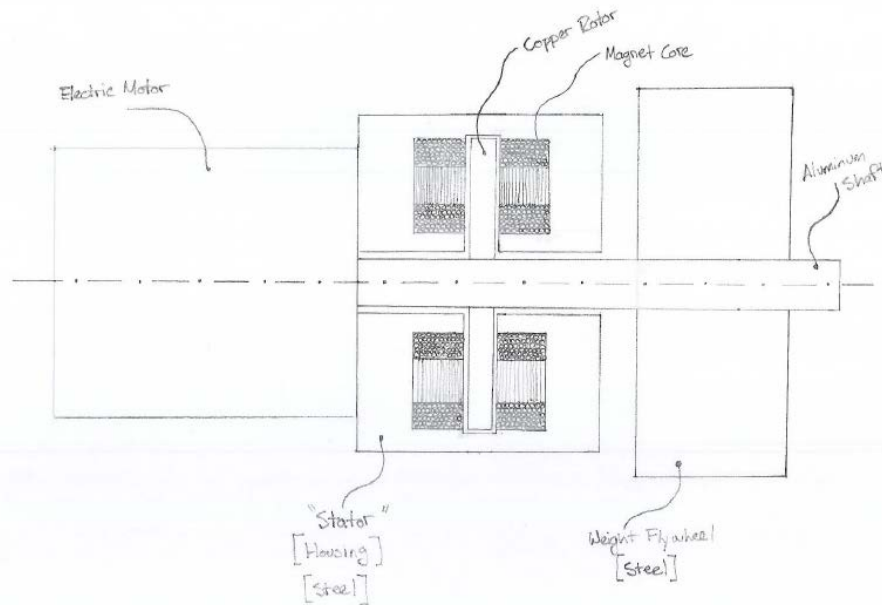 Copper Rotor
Magnet Core
Electric Motor
Aluminum
Shaft
"Stator"
[Housing]
[Steel]
Weight Flywheel
[Steel]